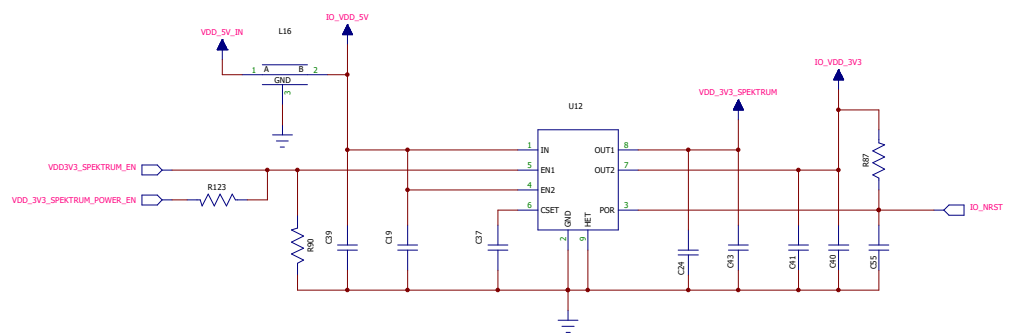 IO_VDD_5V
VDD_5V_IN
L16
1
A
B
2
GND
3
IO_VDD_3V3
VDD_3V3_SPEKTRUM
U12
1
IN
OUT1
8
VDD3V3_SPEKTRUM_EN
5
EN1
OUT2
7
R87
R123
4
EN2
VDD_3V3_SPEKTRUM_POWER_EN
6
CSET
POR
3
IO_NRST
GND
HET
2
9
R90
C39
C19
C37
C24
C43
C41
C40
C55